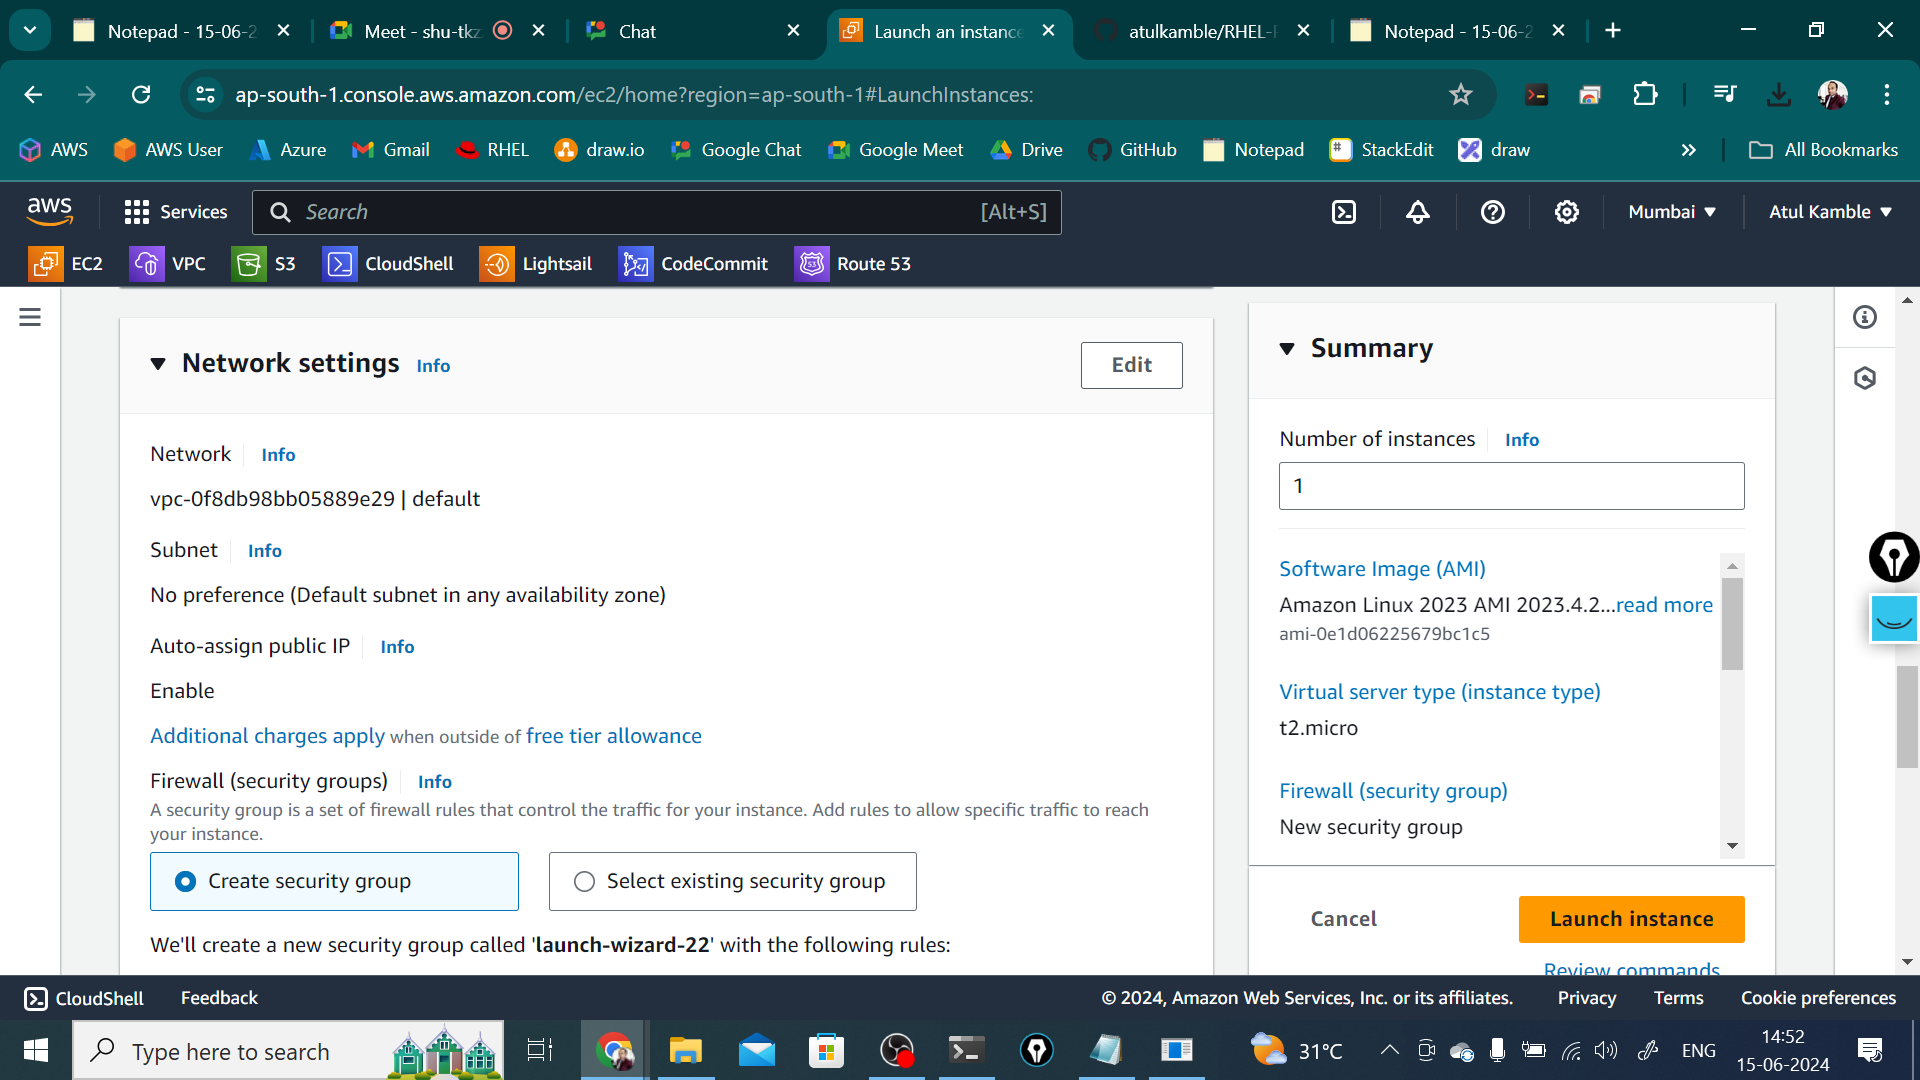 Notepad - 15-06-2
Meet - shu-tkz
Chat
Launch an instance
atulkamble/RHEL-
Notepad - 15-06-2
ap-south-1.console.aws.amazon.com/ec2/home?region=ap-south-1#LaunchInstances:
AWS
AWS User
Azure
Gmail
RHEL
draw.io
Google Chat
Google Meet
Drive
GitHub
Notepad
StackEdit
draw
All Bookmarks
aws
Services
Search
[Alt+S]
Mumbai
Atul Kamble
EC2
VPC
S3
CloudShell
Lightsail
CodeCommit
Route 53
Network settings Info
Edit
Network Info
vpc-0f8db98bb05889e29 | default
Subnet Info
No preference (Default subnet in any availability zone)
Auto-assign public IP Info
Enable
Additional charges apply when outside of free tier allowance
Firewall (security groups) Info
A security group is a set of firewall rules that control the traffic for your instance. Add rules to allow specific traffic to reach
your instance.
Create security group
Select existing security group
We'll create a new security group called 'launch-wizard-22' with the following rules:
Summary
Number of instances Info
1
Software Image (AMI)
Amazon Linux 2023 AMI 2023.4.2...read more
ami-0e1d06225679bc1c5
Virtual server type (instance type)
t2.micro
Firewall (security group)
New security group
Cancel
Launch instance
Review commands
CloudShell
Feedback
© 2024, Amazon Web Services, Inc. or its affiliates.
Privacy
Terms
Cookie preferences
Type here to search
31°C
ENG
14:52
15-06-2024